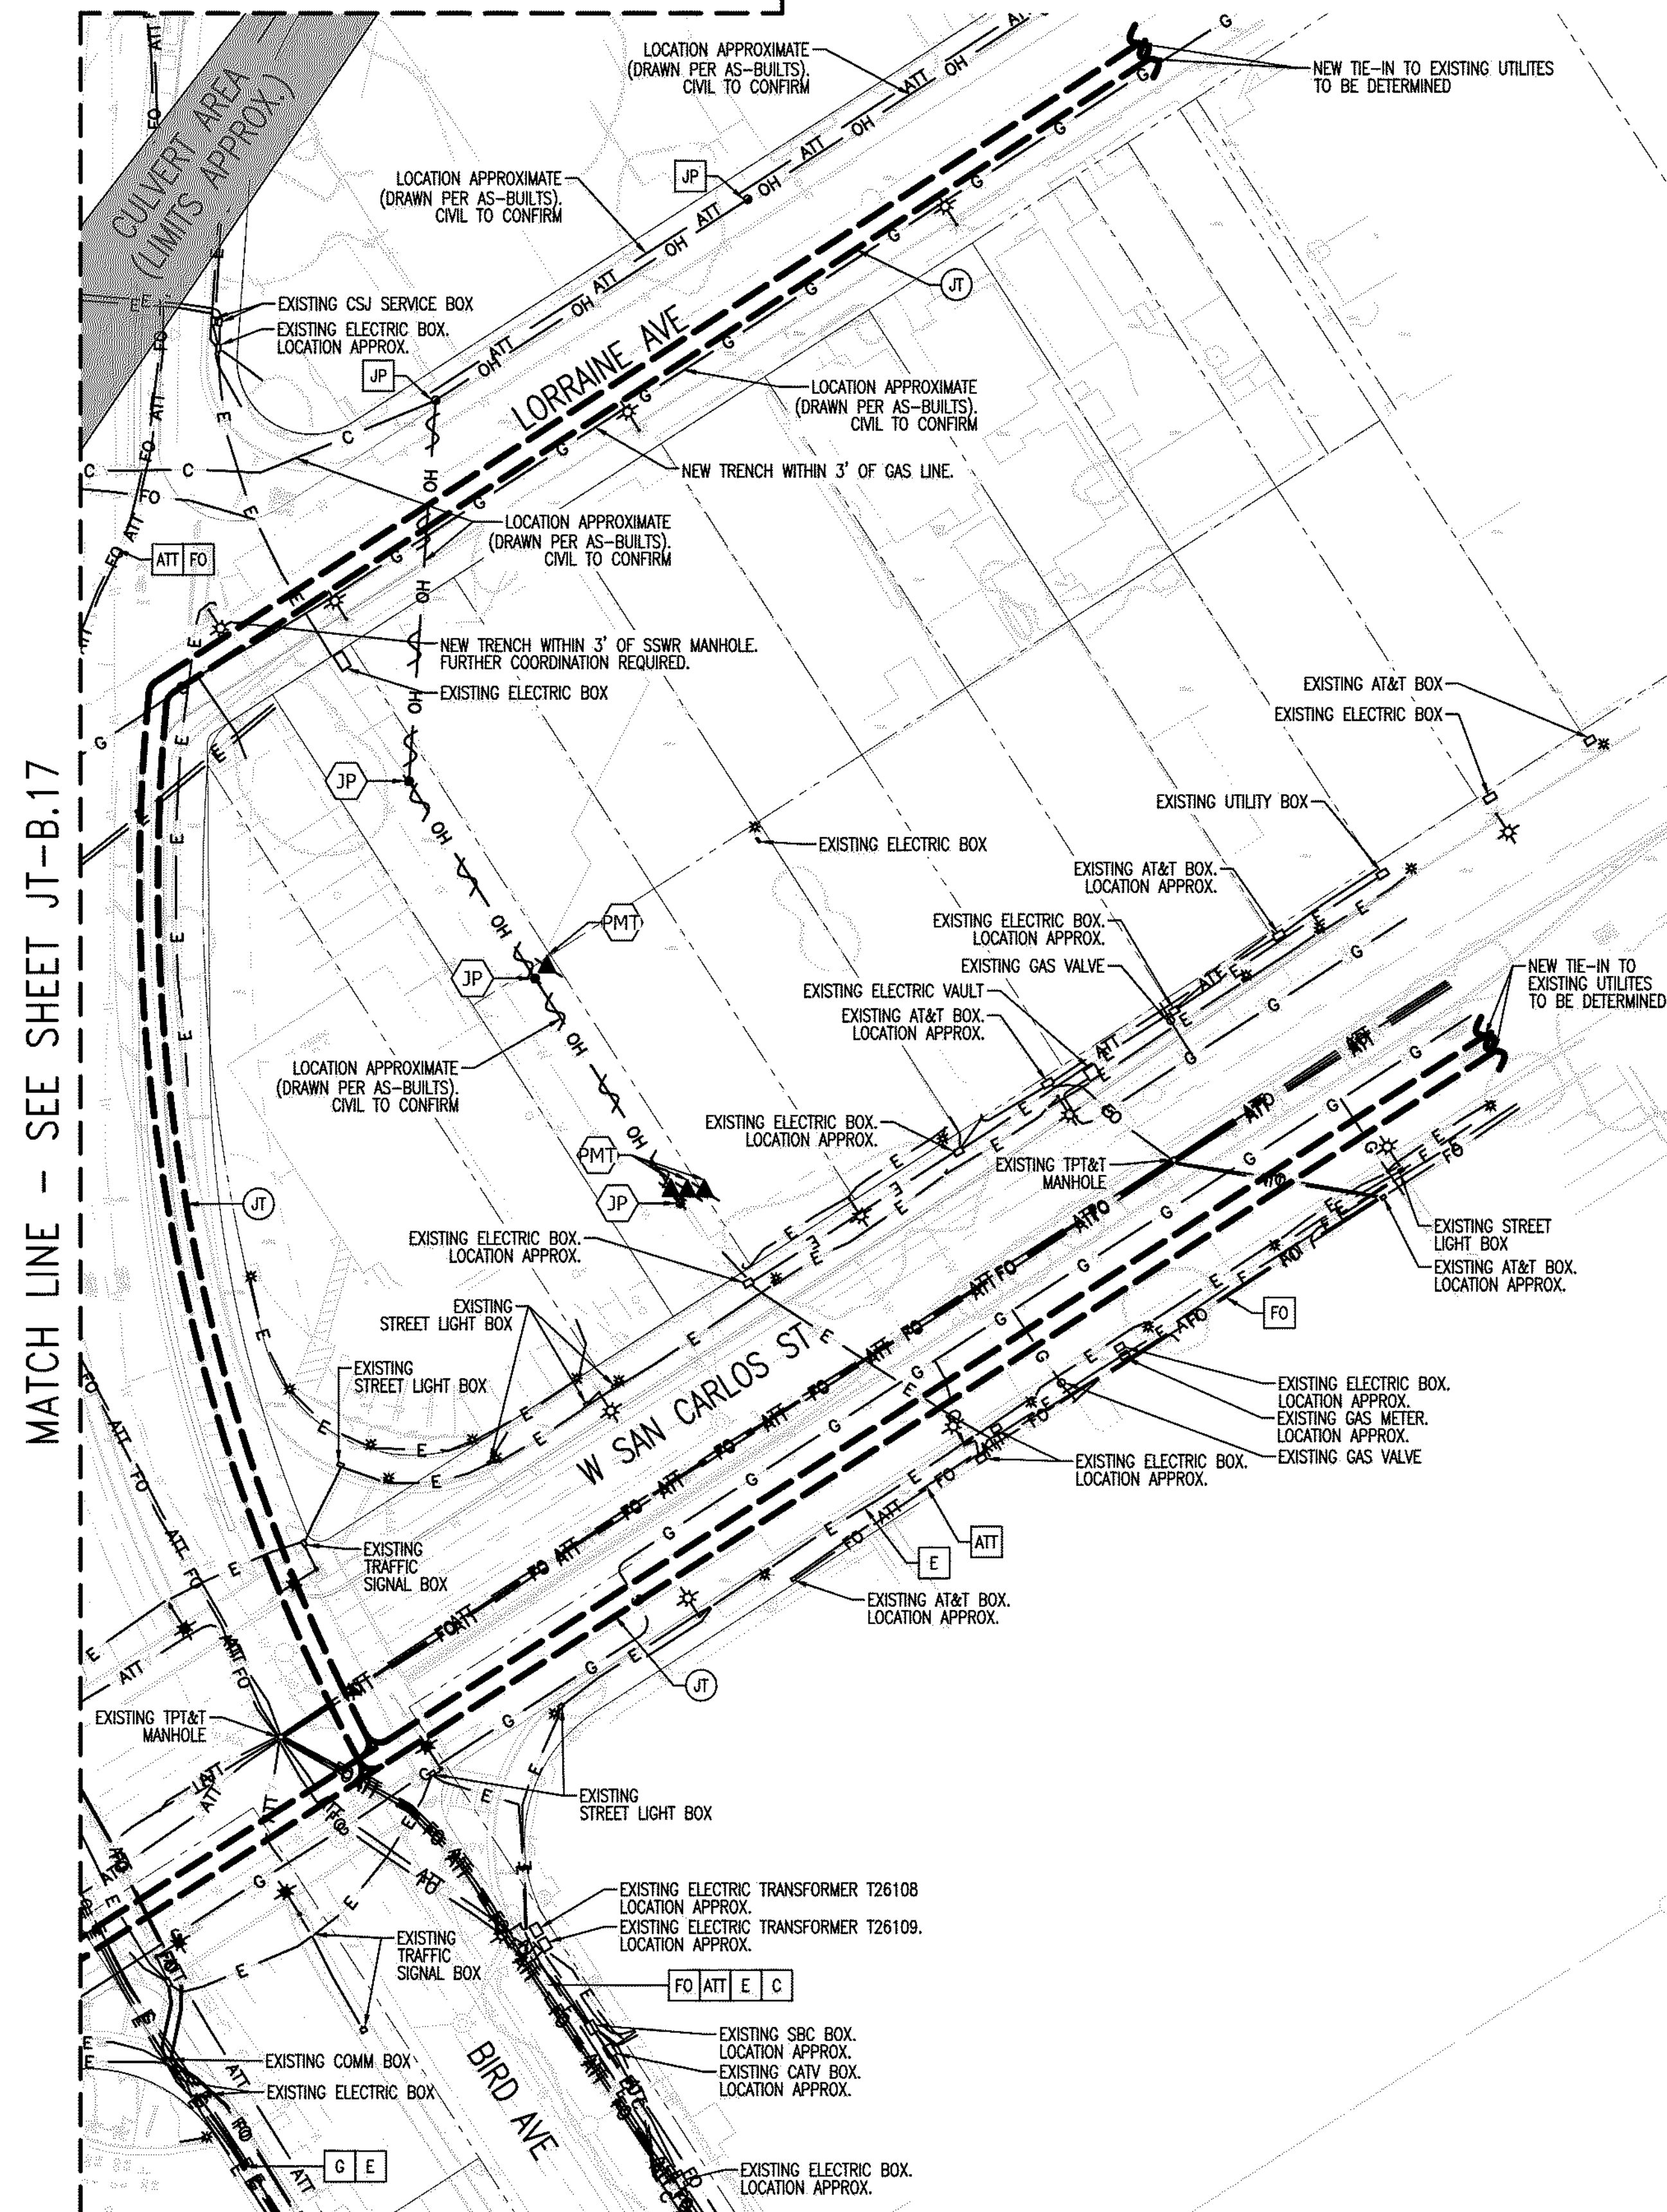 LOCATION APPROXIMATE
(DRAWN PER AS-BUILTS).
CIVIL TO CONFIRM
NEW TIE-IN TO EXISTING UTILITES
TO BE DETERMINED
CULVERT AREA
(LIMITS APPROX.)
LOCATION APPROXIMATE
(DRAWN PER AS-BUILTS).
CIVIL TO CONFIRM
JP
JT
EXISTING CSJ SERVICE BOX
EXISTING ELECTRIC BOX.
LOCATION APPROX.
JP
LORRAINE AVE
LOCATION APPROXIMATE
(DRAWN PER AS-BUILTS).
CIVIL TO CONFIRM
NEW TRENCH WITHIN 3' OF GAS LINE.
LOCATION APPROXIMATE
(DRAWN PER AS-BUILTS).
CIVIL TO CONFIRM
ATT FO
NEW TRENCH WITHIN 3' OF SSWR MANHOLE.
FURTHER COORDINATION REQUIRED.
EXISTING ELECTRIC BOX
EXISTING AT&T BOX
EXISTING ELECTRIC BOX
MATCH LINE - SEE SHEET JT-B.17
JP
EXISTING UTILITY BOX
EXISTING ELECTRIC BOX
EXISTING AT&T BOX.
LOCATION APPROX.
PMT
EXISTING ELECTRIC BOX.
LOCATION APPROX.
JP
EXISTING GAS VALVE
NEW TIE-IN TO
EXISTING UTILITES
TO BE DETERMINED
EXISTING ELECTRIC VAULT
EXISTING AT&T BOX.
LOCATION APPROX.
LOCATION APPROXIMATE
(DRAWN PER AS-BUILTS).
CIVIL TO CONFIRM
EXISTING ELECTRIC BOX.
LOCATION APPROX.
PMT
EXISTING TPT&T
MANHOLE
JT
JP
EXISTING STREET
LIGHT BOX
EXISTING ELECTRIC BOX.
LOCATION APPROX.
EXISTING AT&T BOX.
LOCATION APPROX.
EXISTING
STREET LIGHT BOX
FO
W SAN CARLOS ST
EXISTING
STREET LIGHT BOX
EXISTING ELECTRIC BOX.
LOCATION APPROX.
EXISTING GAS METER.
LOCATION APPROX.
EXISTING GAS VALVE
EXISTING ELECTRIC BOX.
LOCATION APPROX.
EXISTING
TRAFFIC
SIGNAL BOX
ATT
E
EXISTING AT&T BOX.
LOCATION APPROX.
JT
EXISTING TPT&T
MANHOLE
EXISTING
STREET LIGHT BOX
EXISTING ELECTRIC TRANSFORMER T26108
LOCATION APPROX.
EXISTING ELECTRIC TRANSFORMER T26109.
LOCATION APPROX.
EXISTING
TRAFFIC
SIGNAL BOX
FO ATT E C
EXISTING SBC BOX.
LOCATION APPROX.
EXISTING COMM BOX
EXISTING CATV BOX.
LOCATION APPROX.
EXISTING ELECTRIC BOX
BIRD AVE
G E
EXISTING ELECTRIC BOX.
LOCATION APPROX.